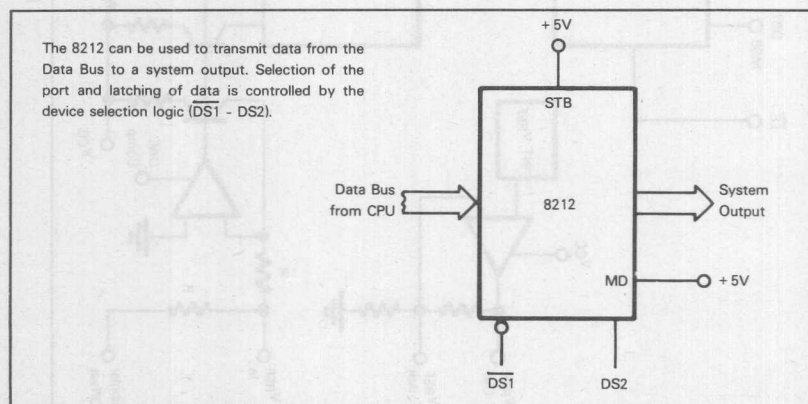 The 8212 can be used to transmit data from the
Data Bus to a system output. Selection of the
port and latching of data is controlled by the
device selection logic (D̅S̅1̅ - DS2).
+5V
STB
Data Bus
from CPU
8212
System
Output
MD
+5V
D̅S̅1̅
DS2